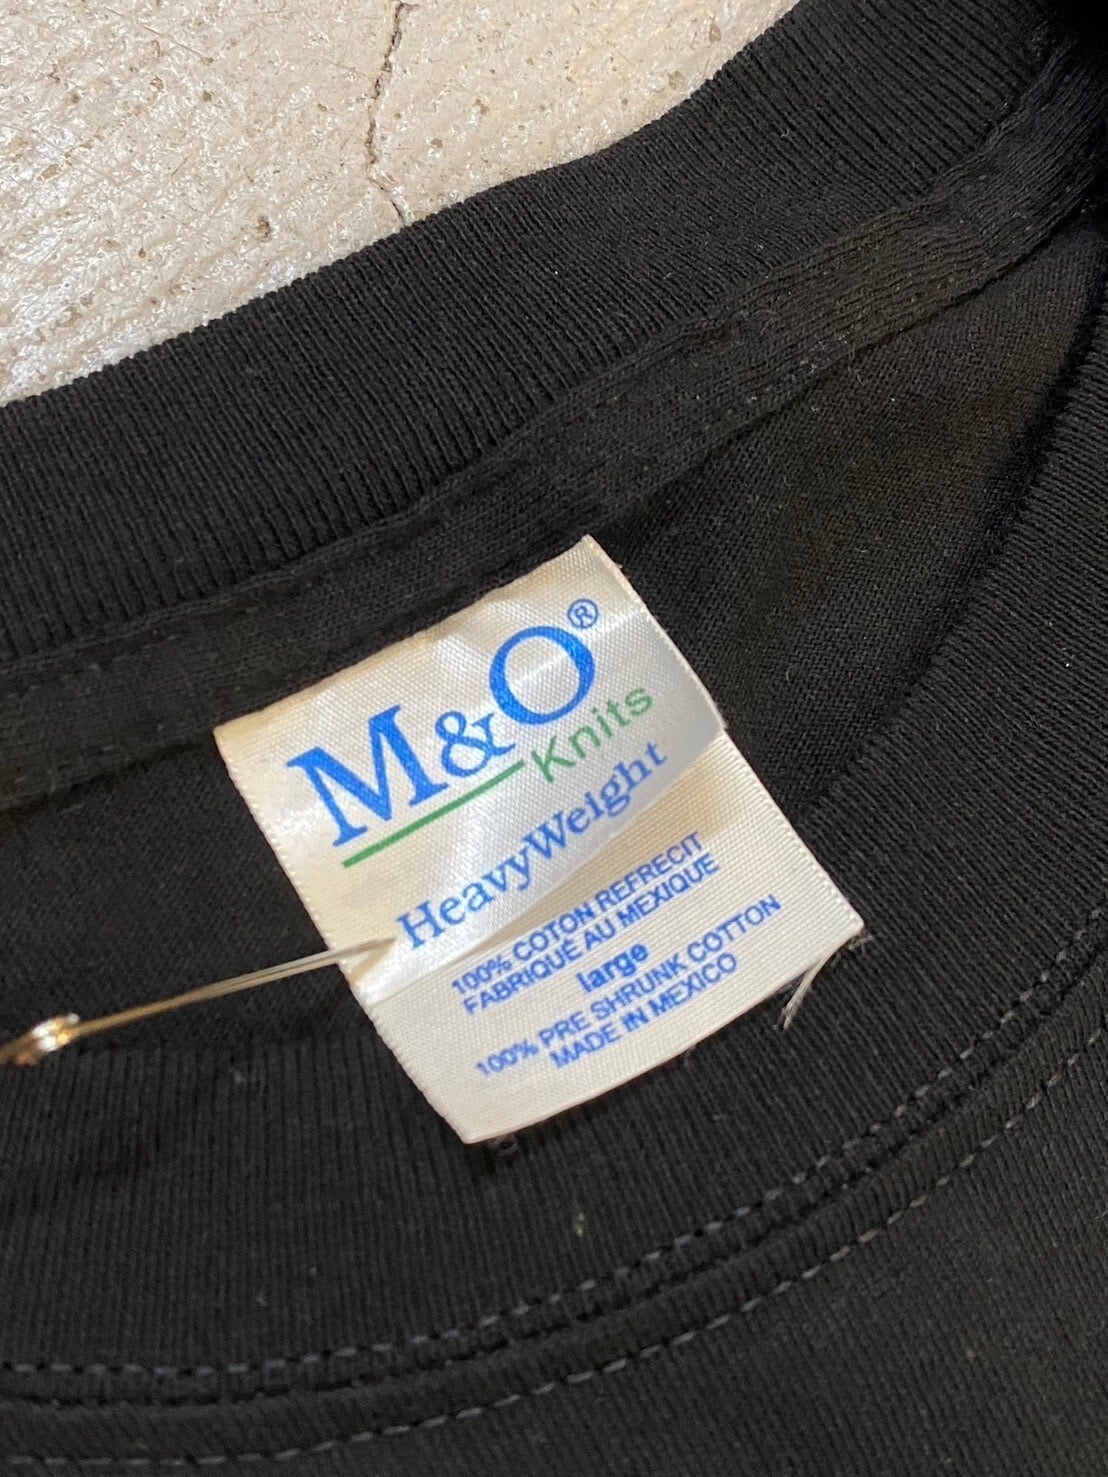 M&O®
Knits
HeavyWeight
100% COTON REFRECIT
FABRIQUÉ AU MEXIQUE
large
100% PRE SHRUNK COTTON
MADE IN MEXICO